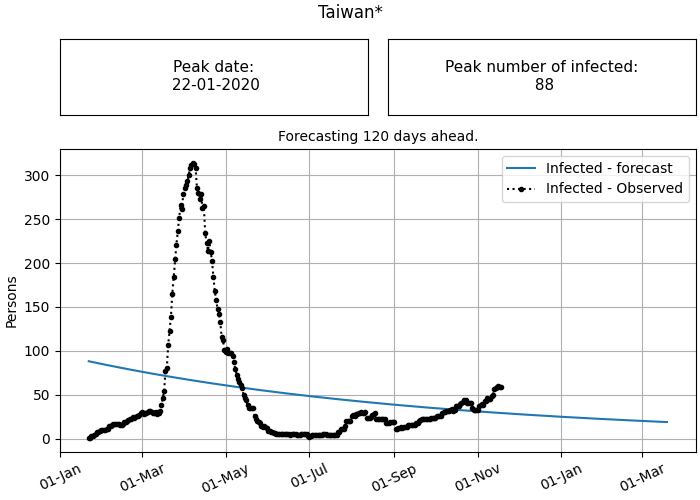 Taiwan*
Peak date:
22-01-2020
Peak number of infected:
88
Forecasting 120 days ahead.
Infected - forecast
Infected - Observed
Persons
300
250
200
150
100
50
0
01-Jan
01-Mar
01-May
01-Jul
01-Sep
01-Nov
01-Jan
01-Mar